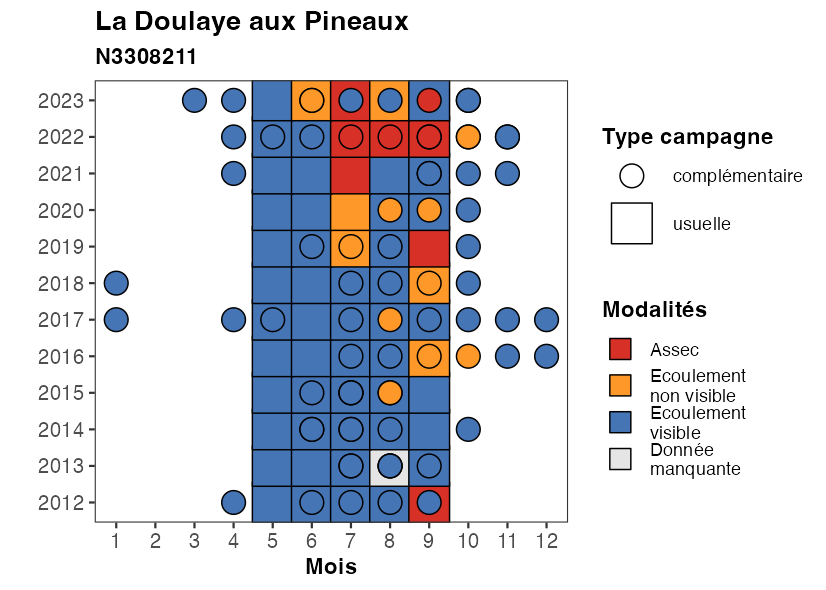 La Doulaye aux Pineaux
N3308211
2023
2022
2021
2020
2019
2018
2017
2016
2015
2014
2013
2012
1 2 3 4 5 6 7 8 9 10 11 12
Mois
Type campagne
complémentaire
usuelle
Modalités
Assec
Ecoulement
non visible
Ecoulement
visible
Donnée
manquante